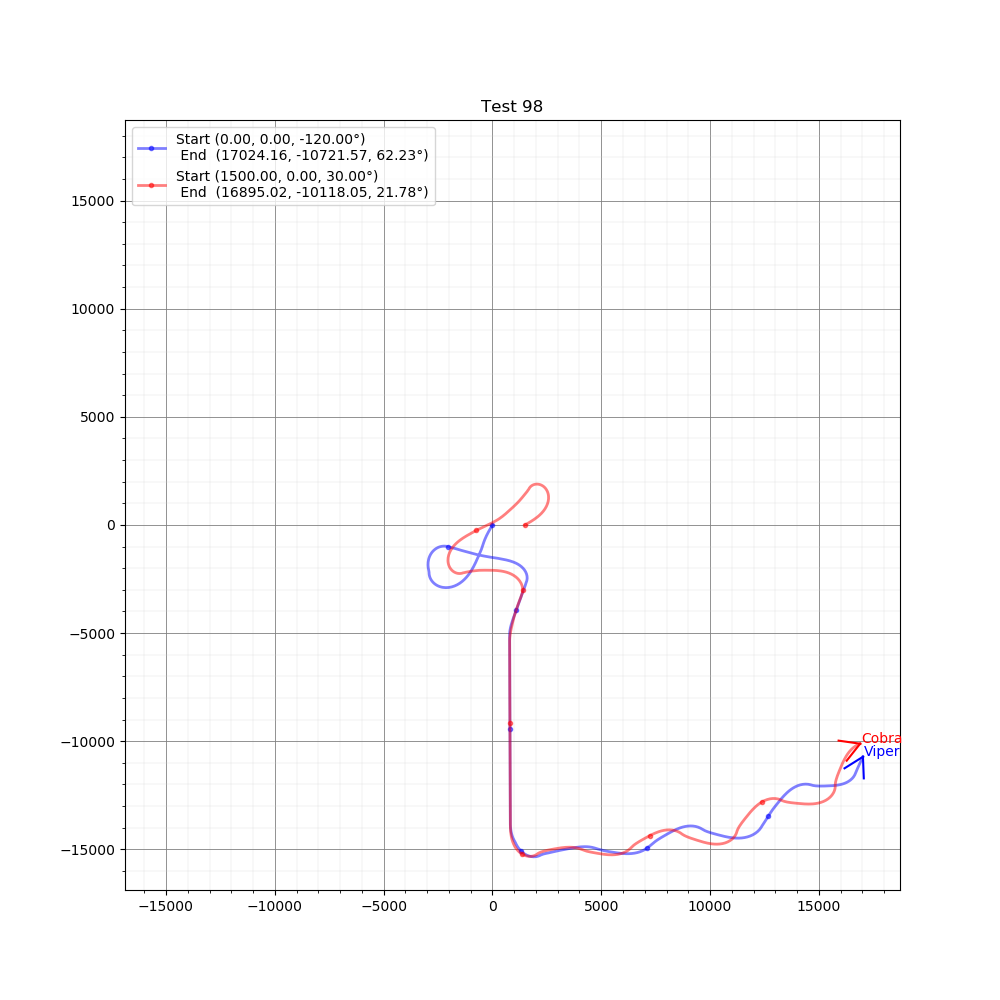 Test 98
Start (0.00, 0.00, -120.00°)
End  (17024.16, -10721.57, 62.23°)
Start (1500.00, 0.00, 30.00°)
End  (16895.02, -10118.05, 21.78°)
15000
10000
5000
0
−5000
−10000
−15000
Cobra
Viper
−15000
−10000
−5000
0
5000
10000
15000